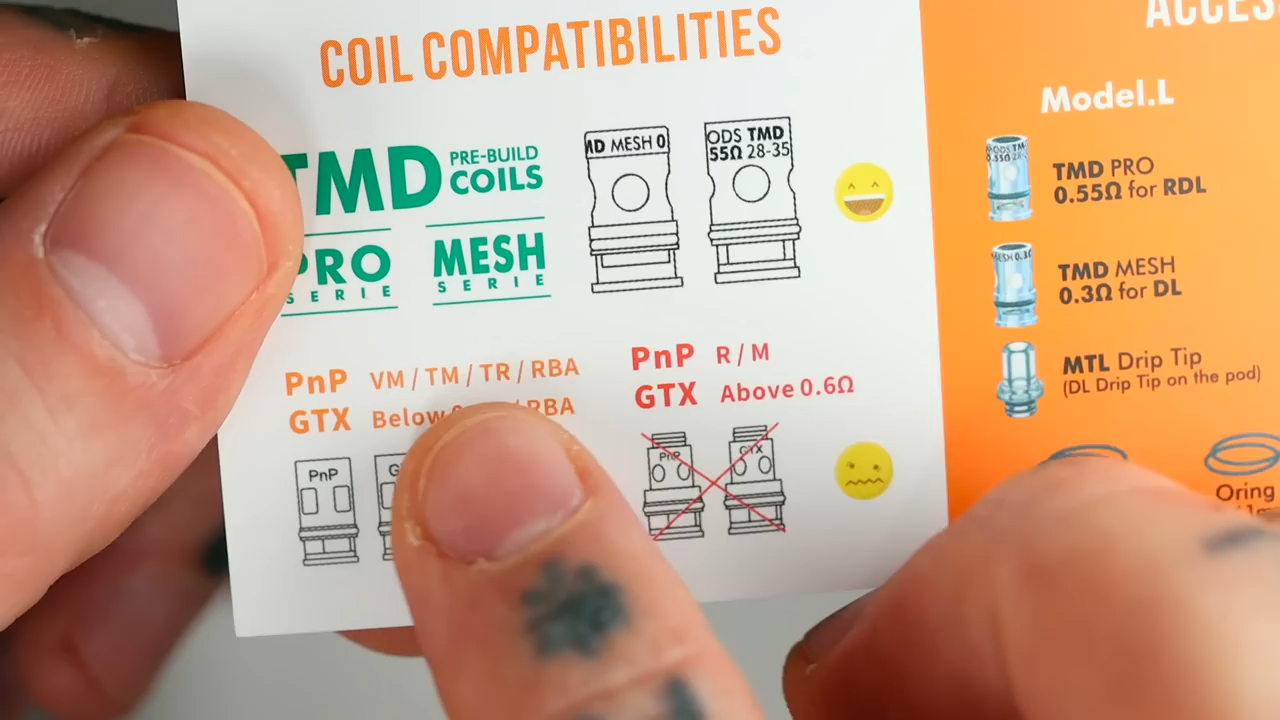 COIL COMPATIBILITIES
TMD PRE-BUILD COILS
PRO SERIE
MESH SERIE
MD MESH 0
ODS TMD
55Ω 28-35
PnP VM / TM / TR / RBA
GTX Below / RBA
PnP
G
PnP R / M
GTX Above 0.6Ω
PnP
GTX
ACCES
Model.L
TMD PRO
0.55Ω for RDL
TMD MESH
0.3Ω for DL
MTL Drip Tip
(DL Drip Tip on the pod)
Oring